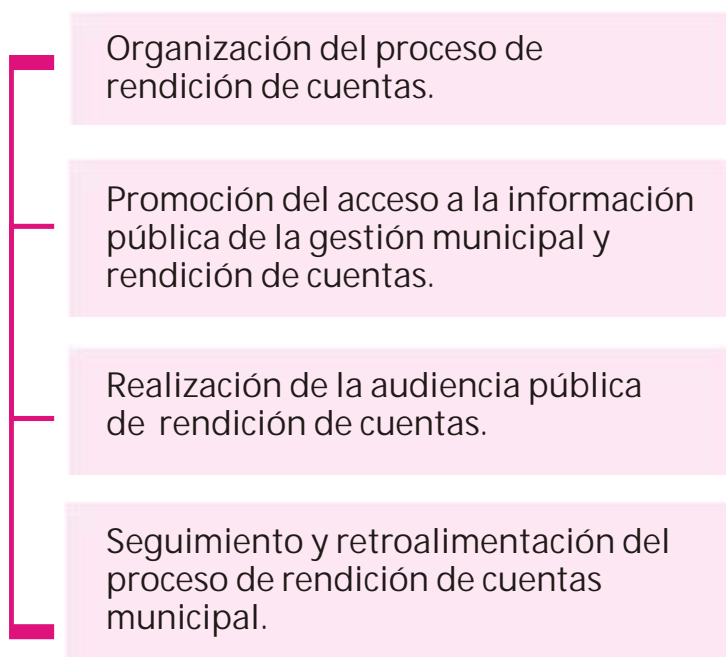 Organización del proceso de
rendición de cuentas.
Promoción del acceso a la información
pública de la gestión municipal y
rendición de cuentas.
Realización de la audiencia pública
de rendición de cuentas.
Seguimiento y retroalimentación del
proceso de rendición de cuentas
municipal.